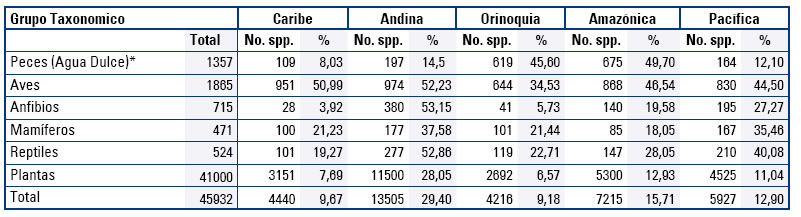 Grupo Taxonomico Caribe Andina Orinoquia Amazónica Pacífica
Total No. spp. % No. spp. % No. spp. % No. spp. % No. spp. %
Peces (Agua Dulce)* 1357 109 8,03 197 14,5 619 45,60 675 49,70 164 12,10
Aves 1865 951 50,99 974 52,23 644 34,53 868 46,54 830 44,50
Anfibios 715 28 3,92 380 53,15 41 5,73 140 19,58 195 27,27
Mamíferos 471 100 21,23 177 37,58 101 21,44 85 18,05 167 35,46
Reptiles 524 101 19,27 277 52,86 119 22,71 147 28,05 210 40,08
Plantas 41000 3151 7,69 11500 28,05 2692 6,57 5300 12,93 4525 11,04
Total 45932 4440 9,67 13505 29,40 4216 9,18 7215 15,71 5927 12,90